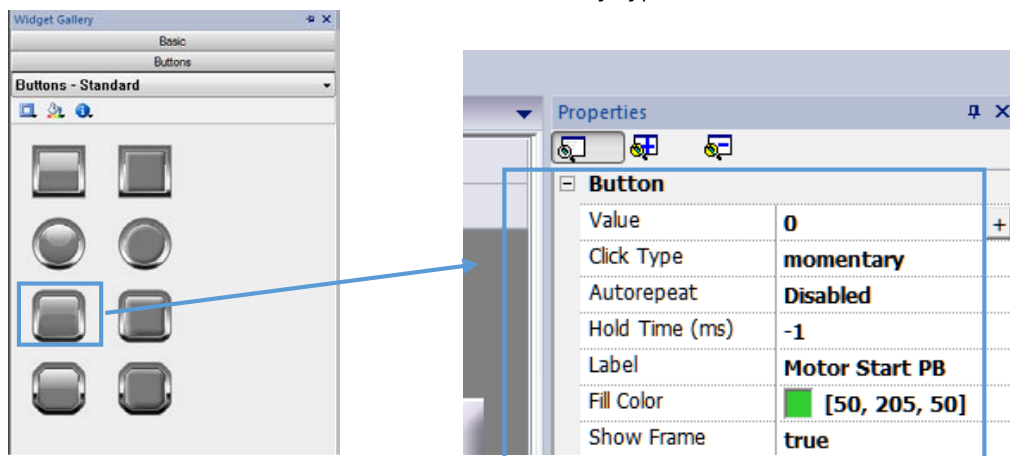 Widget Gallery
Basic
Buttons
Buttons - Standard
Properties
Button
Value 0 +
Click Type momentary
Autorepeat Disabled
Hold Time (ms) -1
Label Motor Start PB
Fill Color [50, 205, 50]
Show Frame true